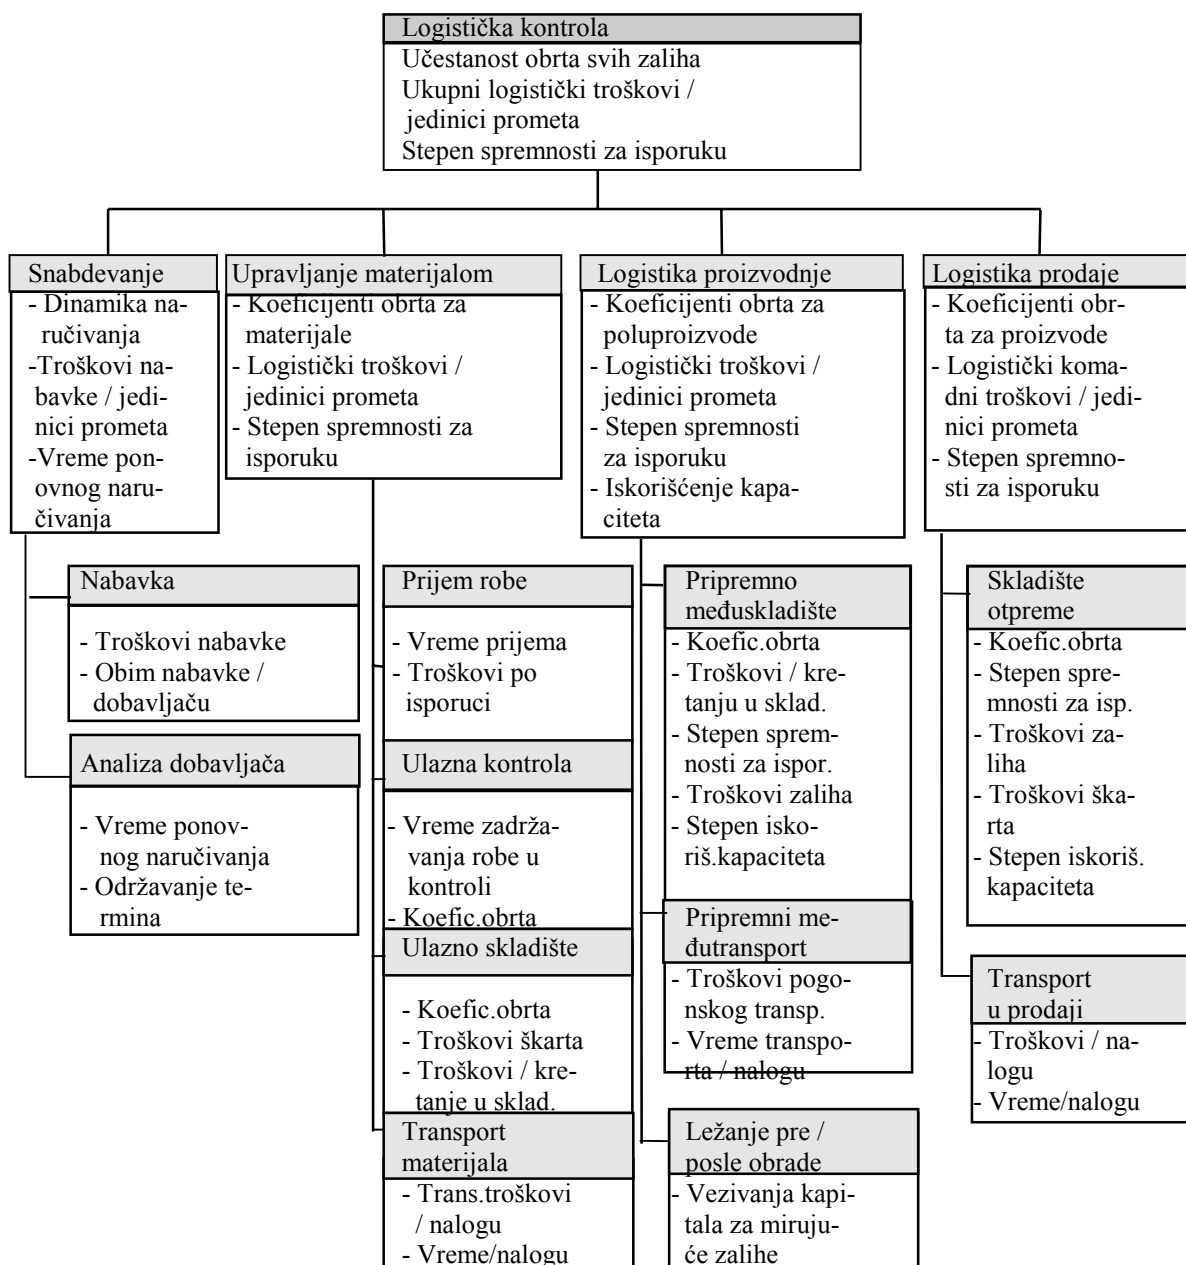 Logistička kontrola
Učestanost obrta svih zaliha
Ukupni logistički troškovi /
jedinici prometa
Stepen spremnosti za isporuku
Snabdevanje
- Dinamika na-
ručivanja
-Troškovi na-
bavke / jedi-
nici prometa
-Vreme pon-
ovnog naru-
čivanja
Upravljanje materijalom
- Koeficijenti obrta za
materijale
- Logistički troškovi /
jedinici prometa
- Stepen spremnosti za
isporuku
Logistika proizvodnje
- Koeficijenti obrta za
poluproizvode
- Logistički troškovi /
jedinici prometa
- Stepen spremnosti
za isporuku
- Iskorišćenje kapa-
citeta
Logistika prodaje
- Koeficijenti obr-
ta za proizvode
- Logistički koma-
dni troškovi / jedi-
nici prometa
- Stepen spremno-
sti za isporuku
Nabavka
- Troškovi nabavke
- Obim nabavke /
dobavljaču
Analiza dobavljača
- Vreme ponov-
nog naručivanja
- Održavanje te-
rmina
Prijem robe
- Vreme prijema
- Troškovi po
isporuci
Ulazna kontrola
- Vreme zadrža-
vanja robe u
kontroli
- Koefic.obrta
Ulazno skladište
- Koefic.obrta
- Troškovi škarta
- Troškovi / kre-
tanje u sklad.
Transport
materijala
- Trans.troškovi
/ nalogu
- Vreme/nalogu
Pripremno
međuskladište
- Koefic.obrta
- Troškovi / kre-
tanju u sklad.
- Stepen sprem-
nosti za ispor.
- Troškovi zaliha
- Stepen isko-
riš.kapaciteta
Pripremni me-
đutransport
- Troškovi pogo-
nskog transp.
- Vreme transpo-
rta / nalogu
Ležanje pre /
posle obrade
- Vezivanja kapi-
tala za miruju-
će zalihe
Skladište
otpreme
- Koefic.obrta
- Stepen spre-
mnosti za isp.
- Troškovi za-
liha
- Troškovi ška-
rta
- Stepen iskoriš.
kapaciteta
Transport
u prodaji
- Troškovi / na-
logu
- Vreme/nalogu